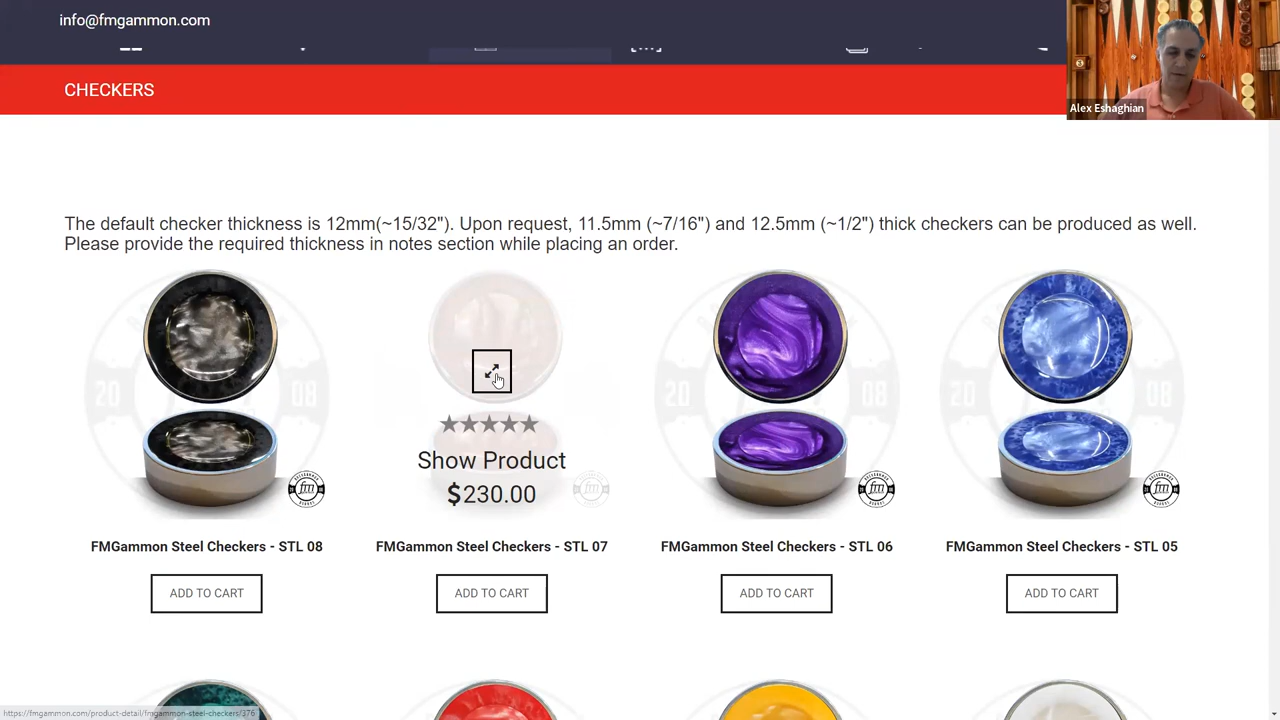 info@fmgammon.com
CHECKERS
Alex Eshaghian
The default checker thickness is 12mm(~15/32"). Upon request, 11.5mm (~7/16") and 12.5mm (~1/2") thick checkers can be produced as well.
Please provide the required thickness in notes section while placing an order.
20 08
fm
Show Product
$230.00
FMGammon Steel Checkers - STL 08
FMGammon Steel Checkers - STL 07
FMGammon Steel Checkers - STL 06
FMGammon Steel Checkers - STL 05
ADD TO CART
ADD TO CART
ADD TO CART
ADD TO CART
https://fmgammon.com/product-detail/fmgammon-steel-checkers/376